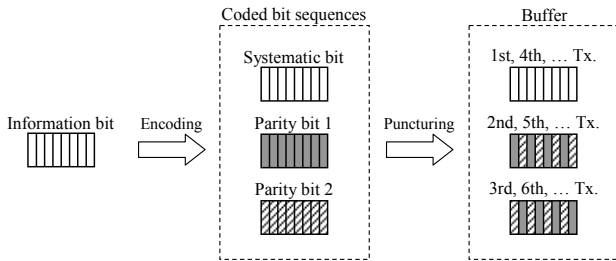 Coded bit sequences
Buffer
Systematic bit
1st, 4th, … Tx.
Information bit
Encoding
Parity bit 1
Puncturing
2nd, 5th, … Tx.
Parity bit 2
3rd, 6th, … Tx.